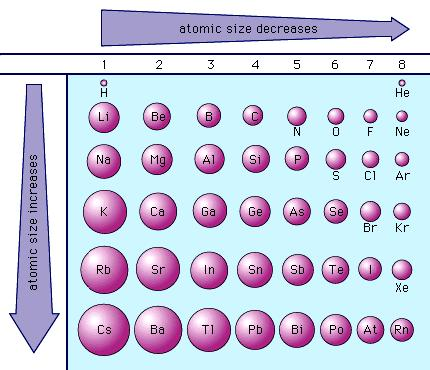 atomic size decreases
1 2 3 4 5 6 7 8
H He
Li Be B C N O F Ne
Na Mg Al Si P S Cl Ar
K Ca Ga Ge As Se Br Kr
Rb Sr In Sn Sb Te I Xe
Cs Ba Tl Pb Bi Po At Rn
atomic size increases